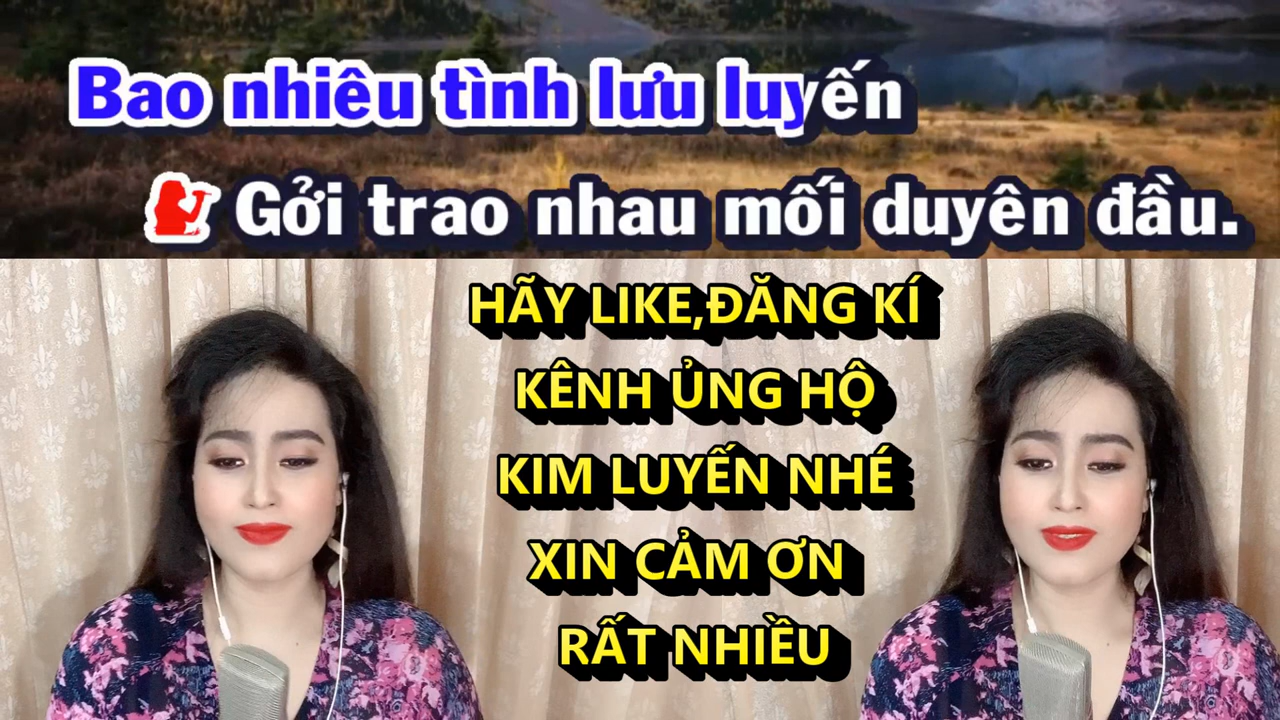 Bao nhiêu tình lưu luyến
Gởi trao nhau mối duyên đầu.
HÃY LIKE,ĐĂNG KÍ
KÊNH ỦNG HỘ
KIM LUYẾN NHÉ
XIN CẢM ƠN
RẤT NHIỀU